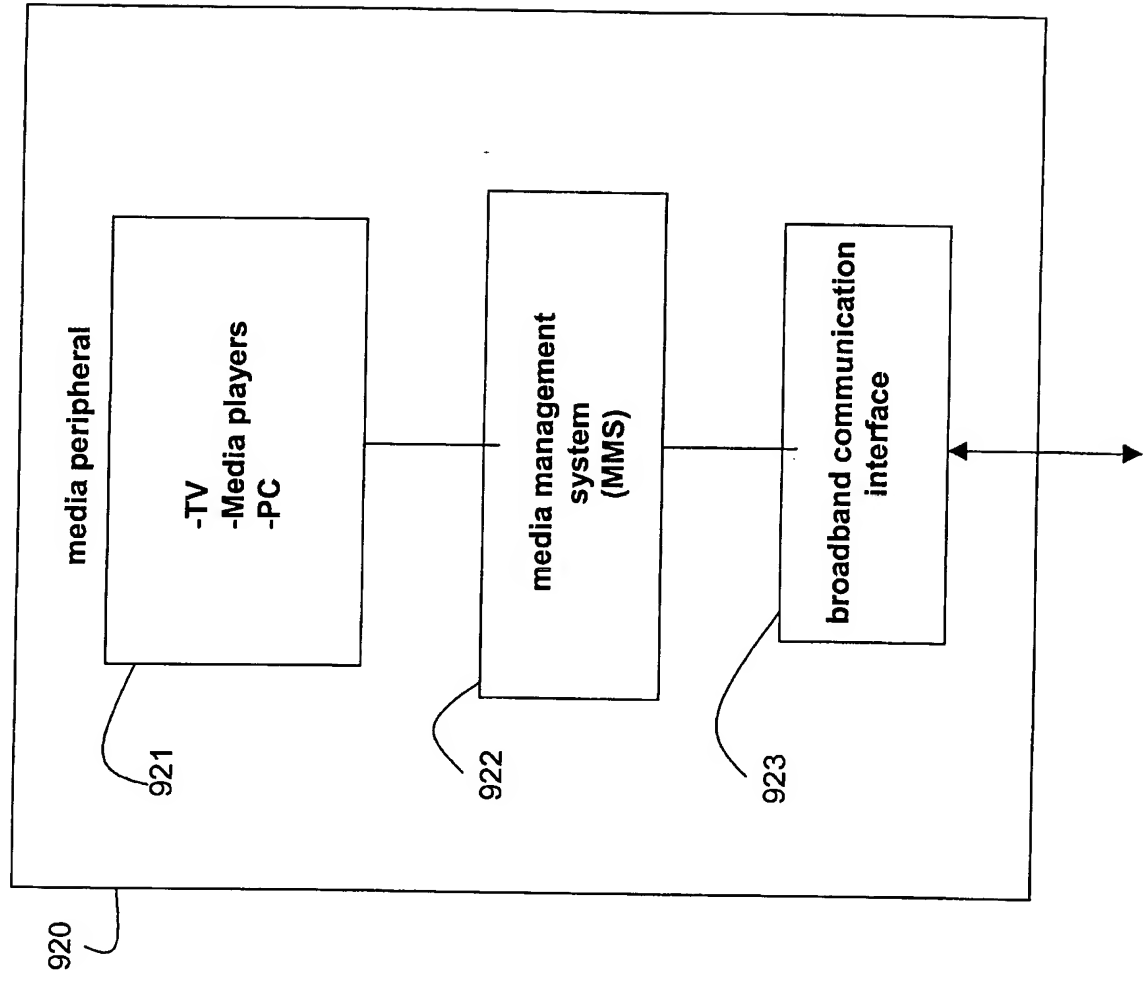 media peripheral
-TV
-Media players
-PC
media management
system
(MMS)
broadband communication
interface
920
921
922
923